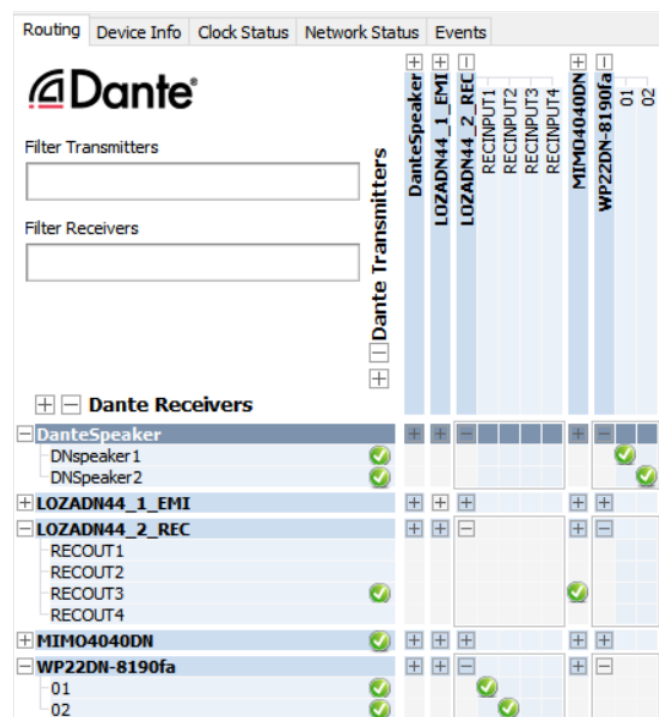 Routing Device Info Clock Status Network Status Events
Dante®
Filter Transmitters
Filter Receivers
Dante Transmitters
DanteSpeaker
LOZADN44_1_EMI
LOZADN44_2_REC
RECINPUT1
RECINPUT2
RECINPUT3
RECINPUT4
MIMO4040DN
WP22DN-8190fa
01
02
Dante Receivers
DanteSpeaker
DNspeaker1
DNSpeaker2
LOZADN44_1_EMI
LOZADN44_2_REC
RECOUT1
RECOUT2
RECOUT3
RECOUT4
MIMO4040DN
WP22DN-8190fa
01
02